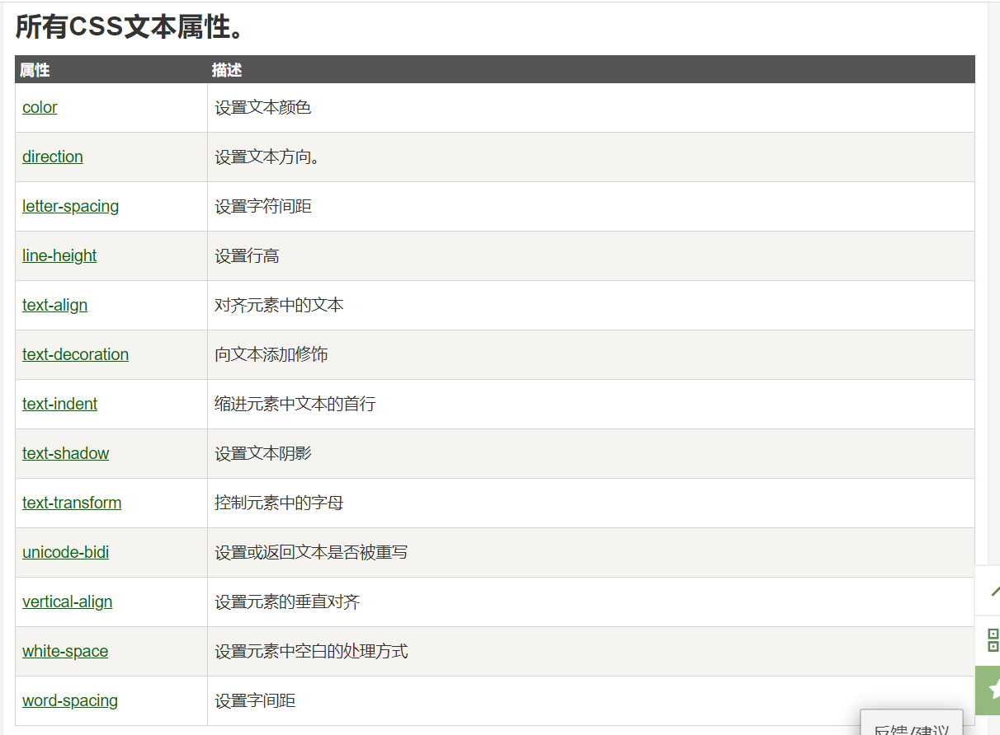 所有CSS文本属性。
属性 描述
color 设置文本颜色
direction 设置文本方向。
letter-spacing 设置字符间距
line-height 设置行高
text-align 对齐元素中的文本
text-decoration 向文本添加修饰
text-indent 缩进元素中文本的首行
text-shadow 设置文本阴影
text-transform 控制元素中的字母
unicode-bidi 设置或返回文本是否被重写
vertical-align 设置元素的垂直对齐
white-space 设置元素中空白的处理方式
word-spacing 设置字间距
反馈/建议